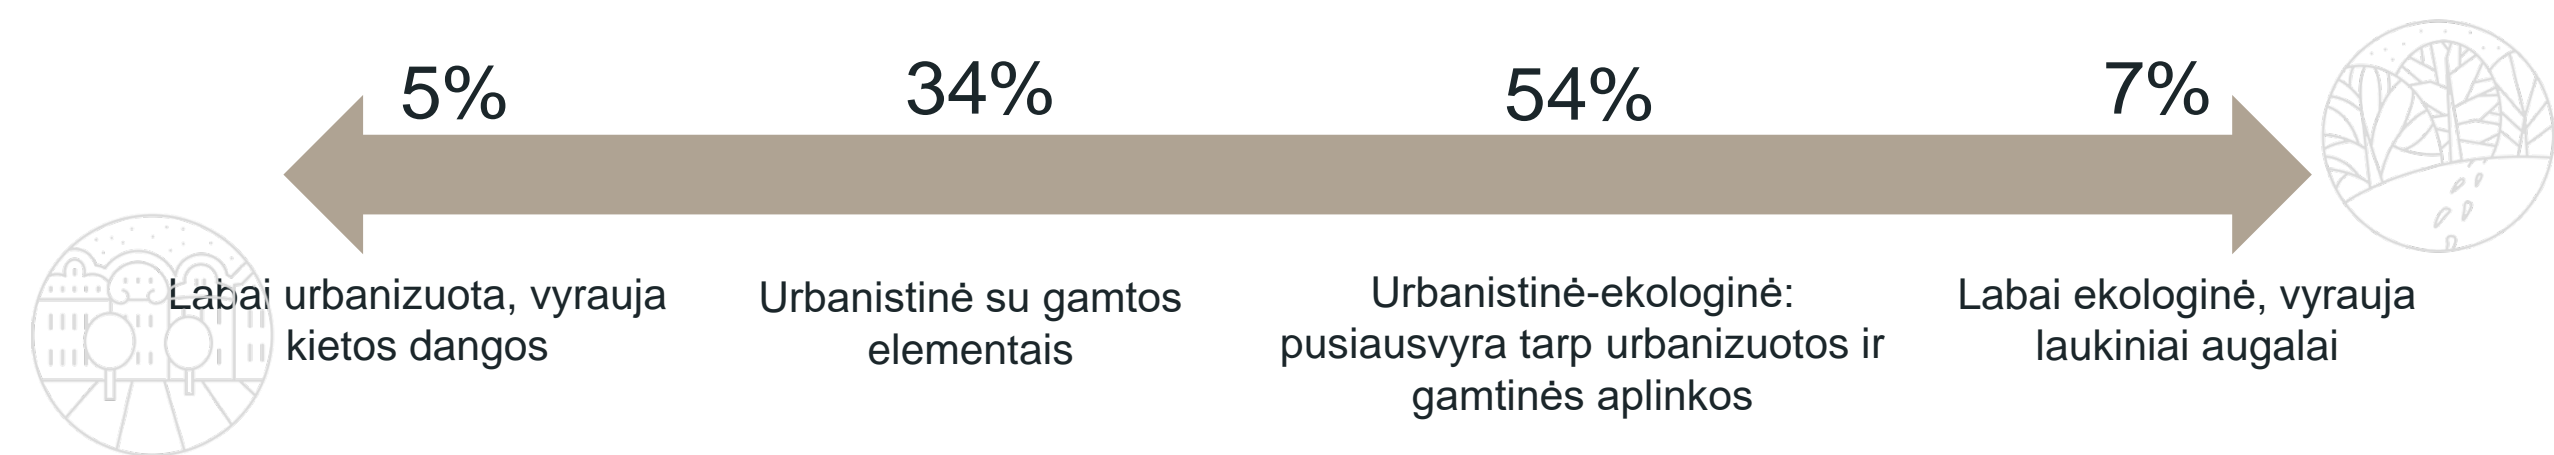 5%
34%
54%
7%
Labai urbanizuota, vyrauja
kietos dangos
Urbanistinė su gamtos
elementais
Urbanistinė-ekologinė:
pusiausvyra tarp urbanizuotos ir
gamtinės aplinkos
Labai ekologinė, vyrauja
laukiniai augalai